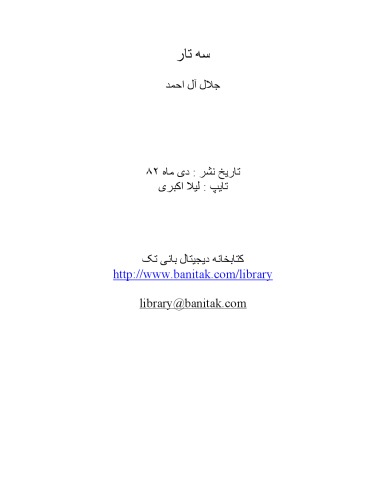 سه تار
جلال آل احمد
تاریخ نشر : دی ماه ۸۲
تایپ : لیلا اکبری
کتابخانه دیجیتال بانی تک
http://www.banitak.com/library
library@banitak.com